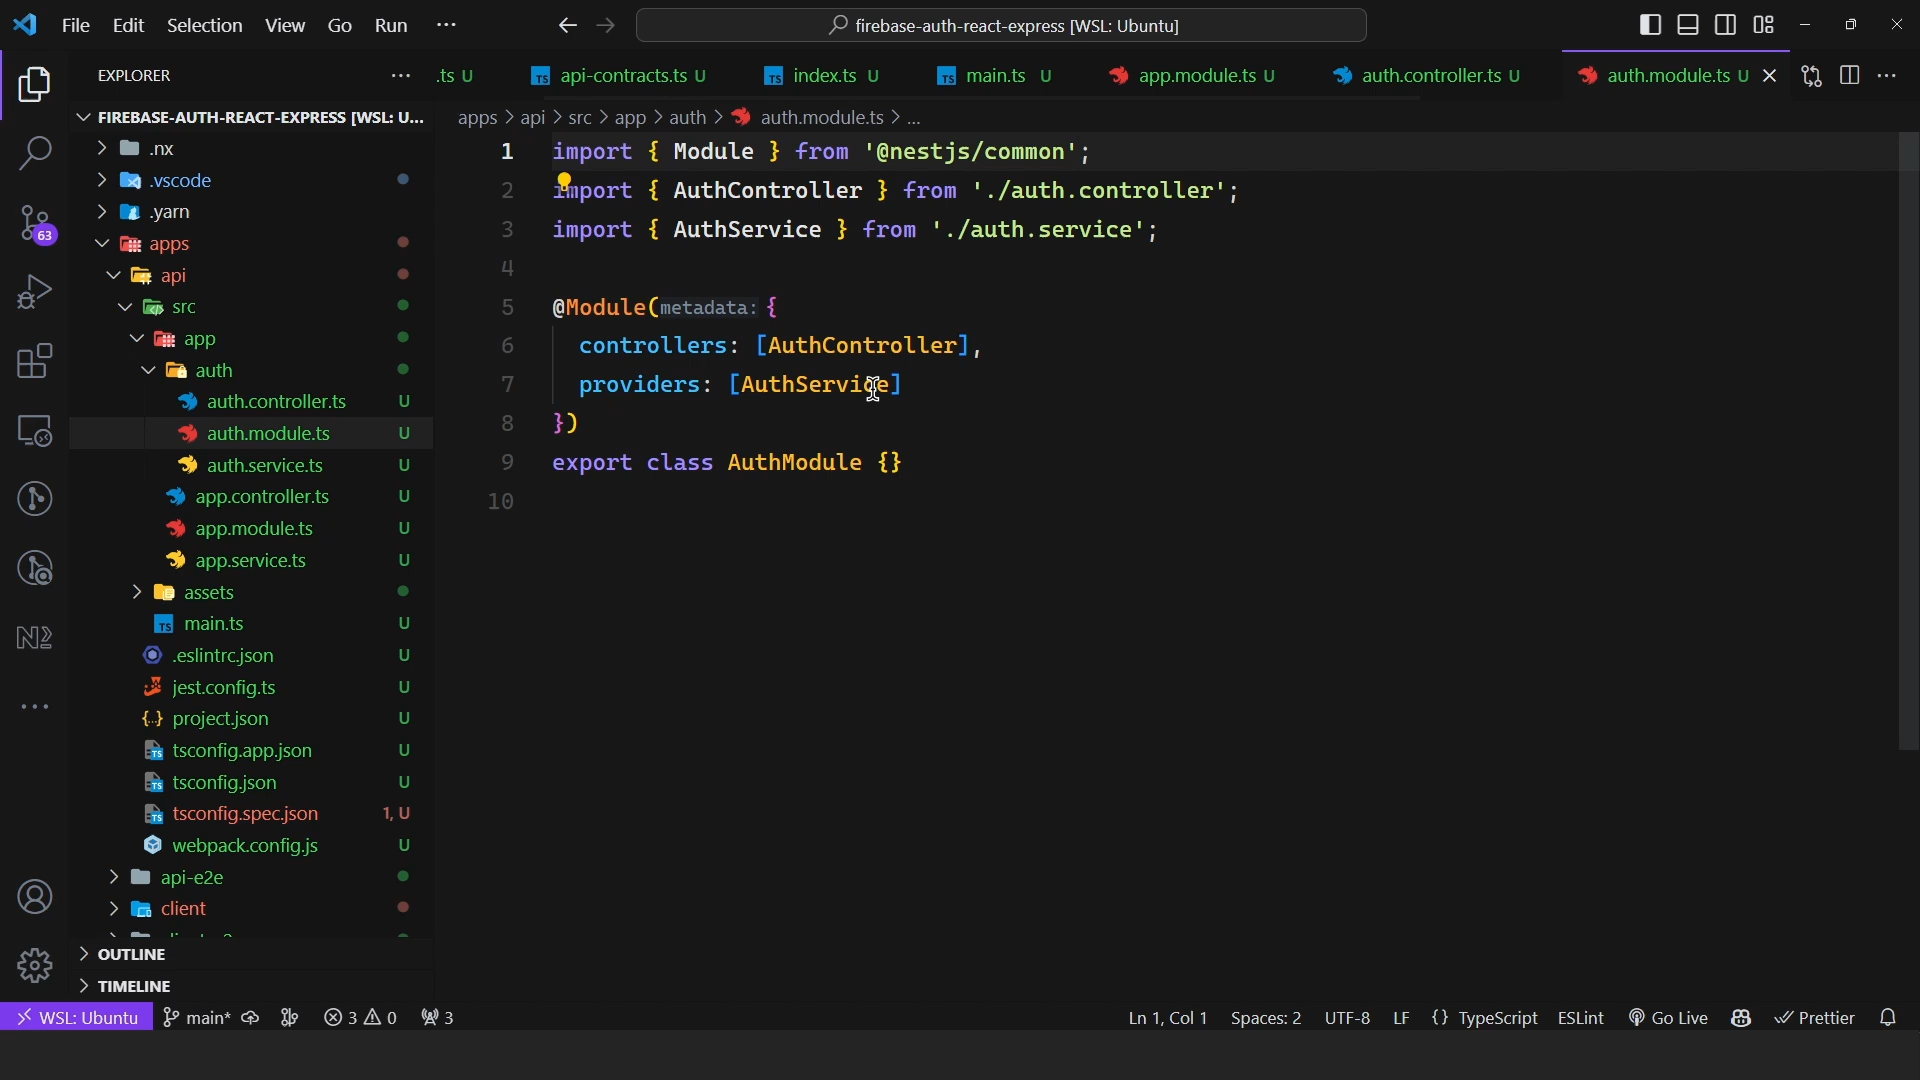 File Edit Selection View Go Run ···
firebase-auth-react-express [WSL: Ubuntu]
EXPLORER
.ts U
TS api-contracts.ts U
TS index.ts U
TS main.ts U
app.module.ts U
auth.controller.ts U
auth.module.ts U
FIREBASE-AUTH-REACT-EXPRESS [WSL: U...
apps > api > src > app > auth > auth.module.ts > ...
.nx
.vscode
.yarn
apps
api
src
app
auth
auth.controller.ts U
auth.module.ts U
auth.service.ts U
app.controller.ts U
app.module.ts U
app.service.ts U
assets
TS main.ts U
.eslintrc.json U
jest.config.ts U
{..} project.json U
TS tsconfig.app.json U
TS tsconfig.json U
TS tsconfig.spec.json 1, U
webpack.config.js U
api-e2e
client
OUTLINE
TIMELINE
63
1 import { Module } from '@nestjs/common';
2 import { AuthController } from './auth.controller';
3 import { AuthService } from './auth.service';
4
5 @Module(metadata: {
6 controllers: [AuthController],
7 providers: [AuthService]
8 })
9 export class AuthModule {}
10
WSL: Ubuntu main* 3 0 3
Ln 1, Col 1 Spaces: 2 UTF-8 LF {} TypeScript ESLint Go Live Prettier